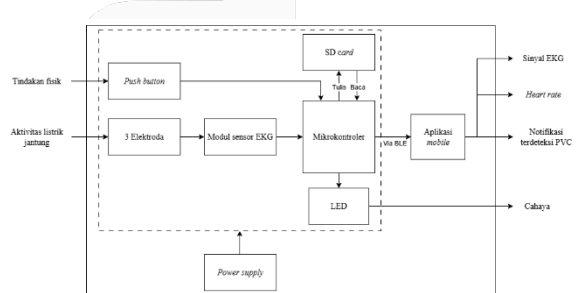 SD card
Tindakan fisik
Push button
Tulis Baca
Sinyal EKG
Heart rate
Aktivitas listrik
jantung
3 Elektroda
Modul sensor EKG
Mikrokontroler
Via BLE
Aplikasi
mobile
Notifikasi
terdeteksi PVC
LED
Cahaya
Power supply